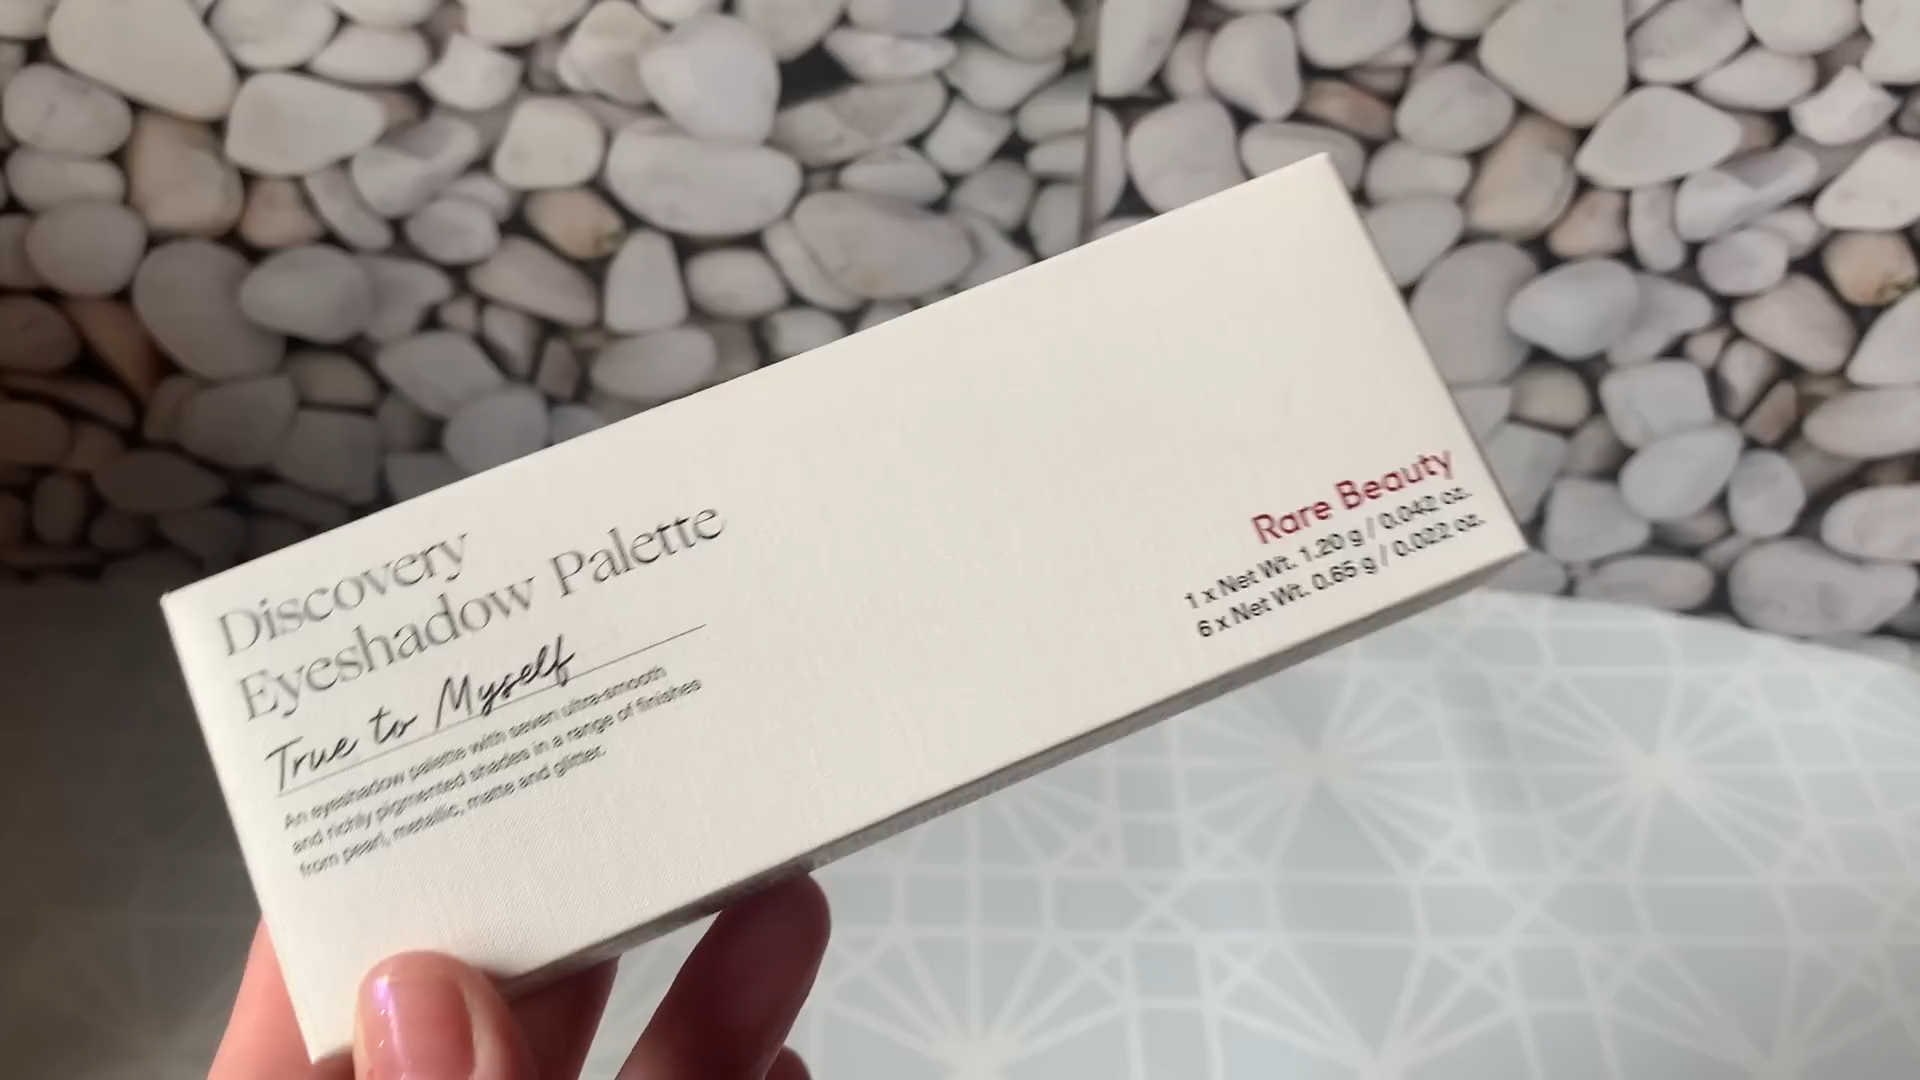 Discovery
Eyeshadow Palette
True to Myself
An eyeshadow palette with seven ultra-smooth
and richly pigmented shades in a range of finishes
from pearl, metallic, matte and glitter.
Rare Beauty
1 x Net Wt. 1.20 g / 0.042 oz.
6 x Net Wt. 0.65 g / 0.022 oz.